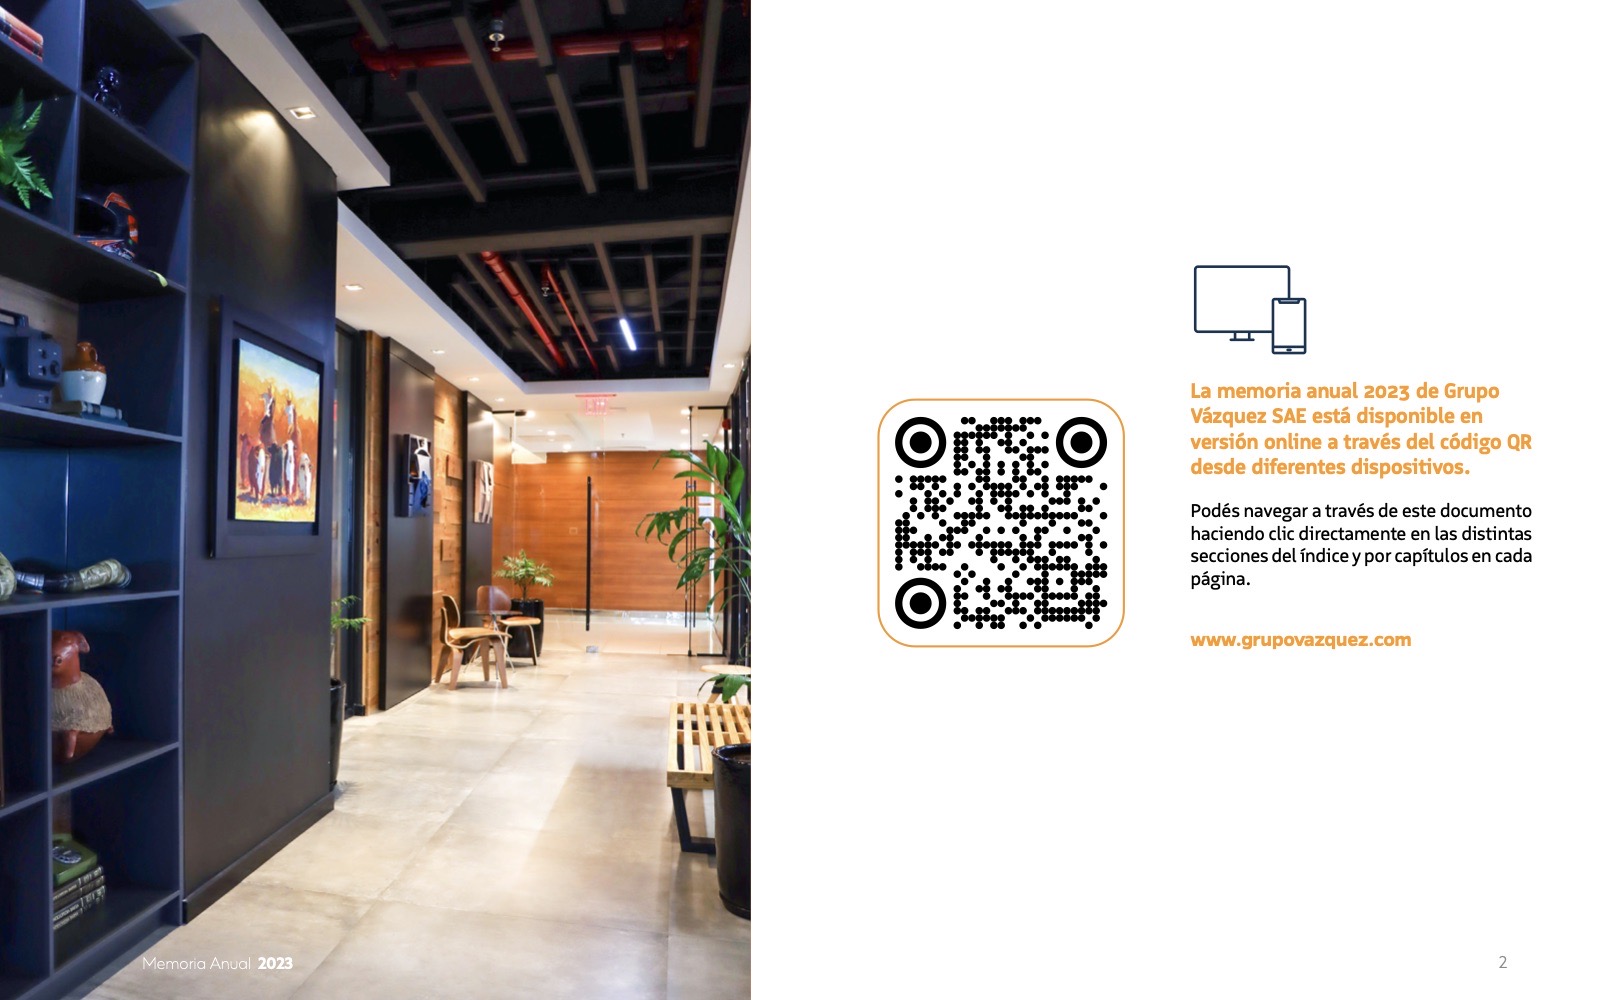 La memoria anual 2023 de Grupo
Vázquez SAE está disponible en
versión online a través del código QR
desde diferentes dispositivos.
Podés navegar a través de este documento
haciendo clic directamente en las distintas
secciones del índice y por capítulos en cada
página.
www.grupovazquez.com
Memoria Anual 2023
2